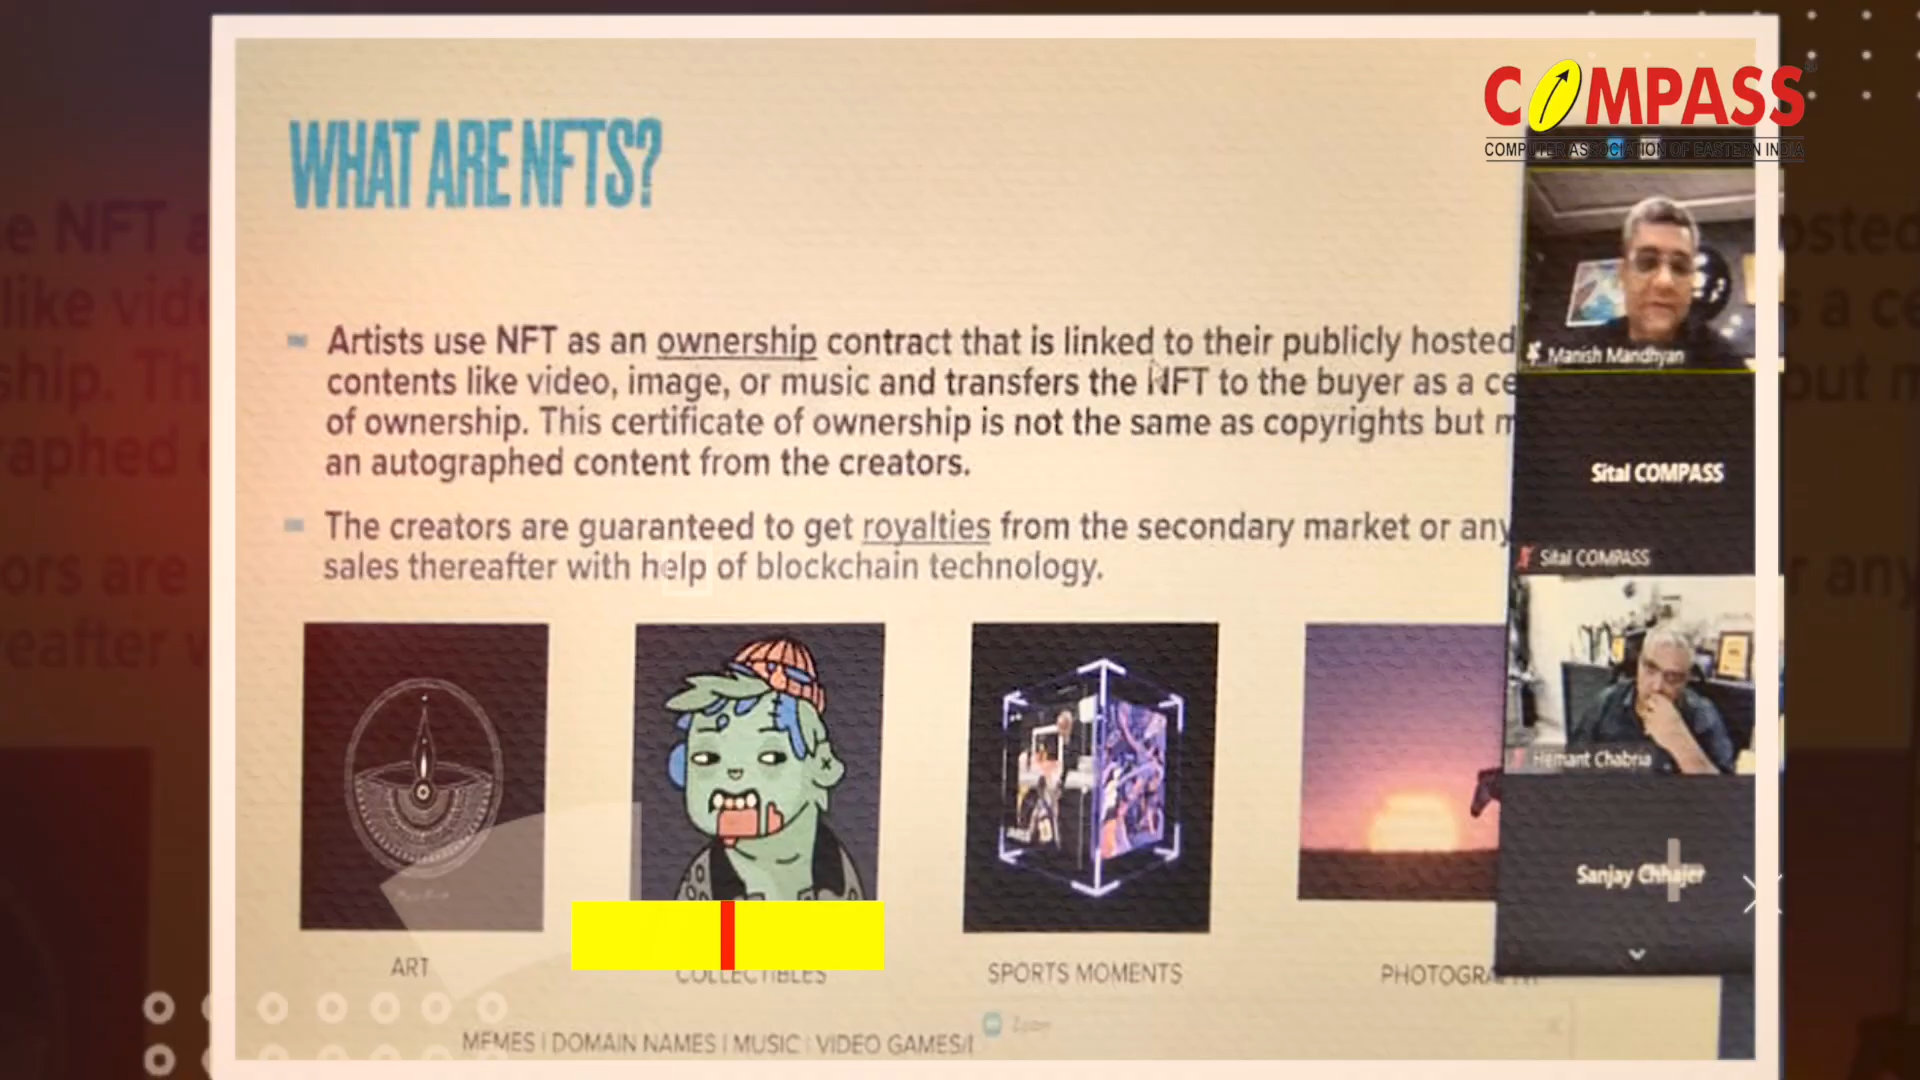 COMPASS
COMPUTER ASSOCIATION OF EASTERN INDIA
WHAT ARE NFTS?
Artists use NFT as an ownership contract that is linked to their publicly hosted
contents like video, image, or music and transfers the NFT to the buyer as a ce
of ownership. This certificate of ownership is not the same as copyrights but m
an autographed content from the creators.
The creators are guaranteed to get royalties from the secondary market or any
sales thereafter with help of blockchain technology.
Manish Mandhyan
Sital COMPASS
Sital COMPASS
Hemant Chabria
Sanjay Chhajer
ART
COLLECTIBLES
SPORTS MOMENTS
PHOTOGRAPHY
MEMES | DOMAIN NAMES | MUSIC | VIDEO GAMES/I
Zoom